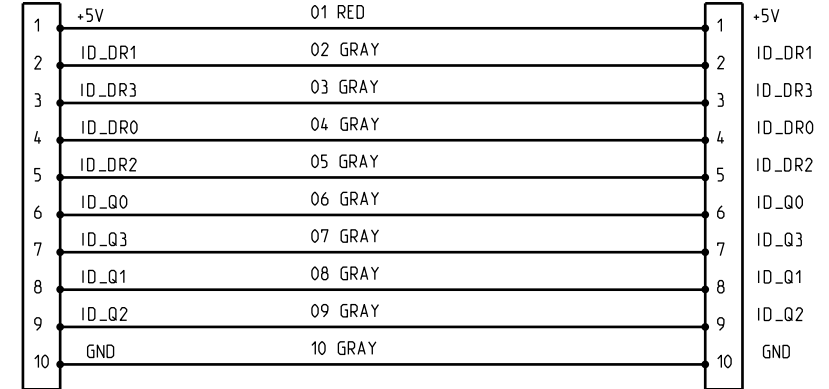 1 +5V 01 RED 1 +5V
2 ID_DR1 02 GRAY 2 ID_DR1
3 ID_DR3 03 GRAY 3 ID_DR3
4 ID_DR0 04 GRAY 4 ID_DR0
5 ID_DR2 05 GRAY 5 ID_DR2
6 ID_Q0 06 GRAY 6 ID_Q0
7 ID_Q3 07 GRAY 7 ID_Q3
8 ID_Q1 08 GRAY 8 ID_Q1
9 ID_Q2 09 GRAY 9 ID_Q2
10 GND 10 GRAY 10 GND